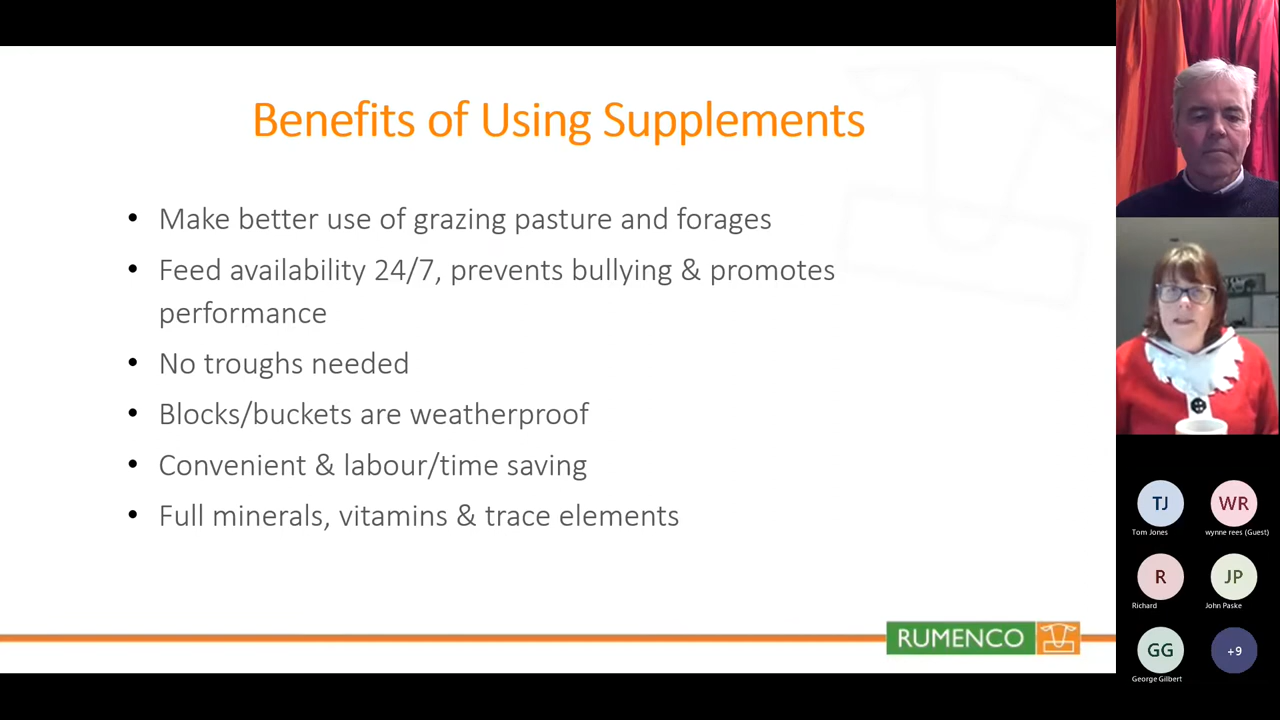 Benefits of Using Supplements
• Make better use of grazing pasture and forages
• Feed availability 24/7, prevents bullying & promotes
performance
• No troughs needed
• Blocks/buckets are weatherproof
• Convenient & labour/time saving
• Full minerals, vitamins & trace elements
RUMENCO
TJ
Tom Jones
WR
wynne rees (Guest)
R
Richard
JP
John Paske
GG
George Gilbert
+9